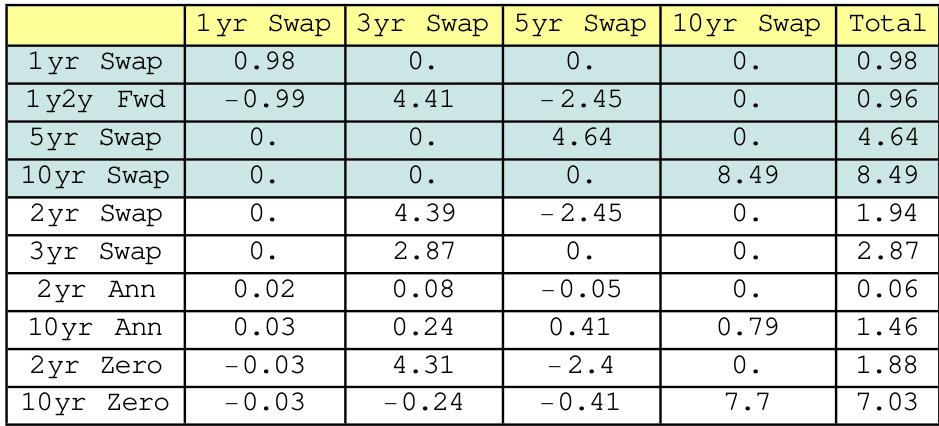 1yr Swap 3yr Swap 5yr Swap 10yr Swap Total
1yr Swap 0.98 0. 0. 0. 0.98
1y2y Fwd -0.99 4.41 -2.45 0. 0.96
5yr Swap 0. 0. 4.64 0. 4.64
10yr Swap 0. 0. 0. 8.49 8.49
2yr Swap 0. 4.39 -2.45 0. 1.94
3yr Swap 0. 2.87 0. 0. 2.87
2yr Ann 0.02 0.08 -0.05 0. 0.06
10yr Ann 0.03 0.24 0.41 0.79 1.46
2yr Zero -0.03 4.31 -2.4 0. 1.88
10yr Zero -0.03 -0.24 -0.41 7.7 7.03